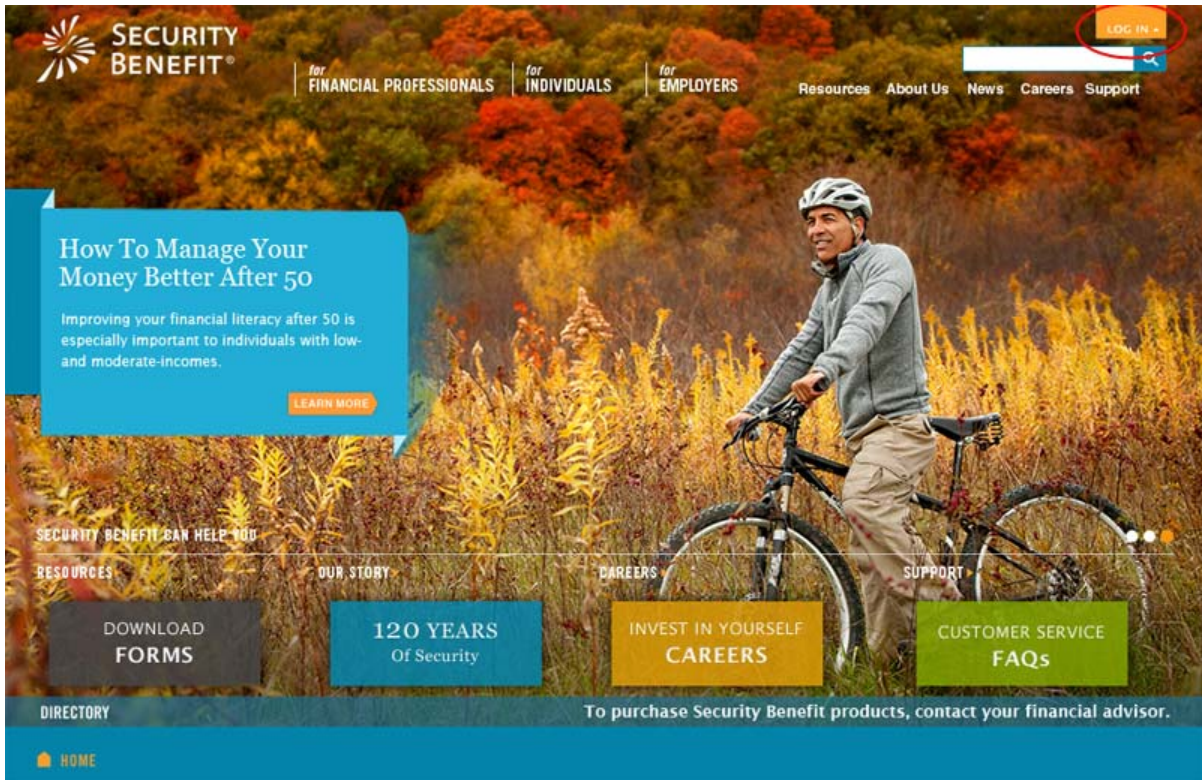 LOG IN
SECURITY
BENEFIT®
for
FINANCIAL PROFESSIONALS
for
INDIVIDUALS
for
EMPLOYERS
Resources About Us News Careers Support
How To Manage Your
Money Better After 50
Improving your financial literacy after 50 is
especially important to individuals with low-
and moderate-incomes.
LEARN MORE
SECURITY BENEFIT CAN HELP YOU
RESOURCES
OUR STORY
CAREERS
SUPPORT
DOWNLOAD
FORMS
120 YEARS
Of Security
INVEST IN YOURSELF
CAREERS
CUSTOMER SERVICE
FAQs
DIRECTORY
To purchase Security Benefit products, contact your financial advisor.
HOME